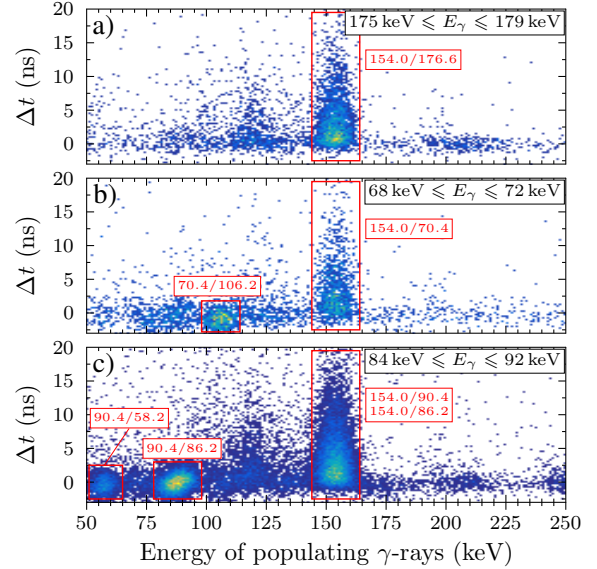 a)
175 keV ⩽ Eγ ⩽ 179 keV
154.0/176.6
Δt (ns)
20
15
10
5
0
b)
68 keV ⩽ Eγ ⩽ 72 keV
154.0/70.4
70.4/106.2
Δt (ns)
20
15
10
5
0
c)
84 keV ⩽ Eγ ⩽ 92 keV
154.0/90.4
154.0/86.2
90.4/58.2
90.4/86.2
Δt (ns)
20
15
10
5
0
50 75 100 125 150 175 200 225 250
Energy of populating γ-rays (keV)